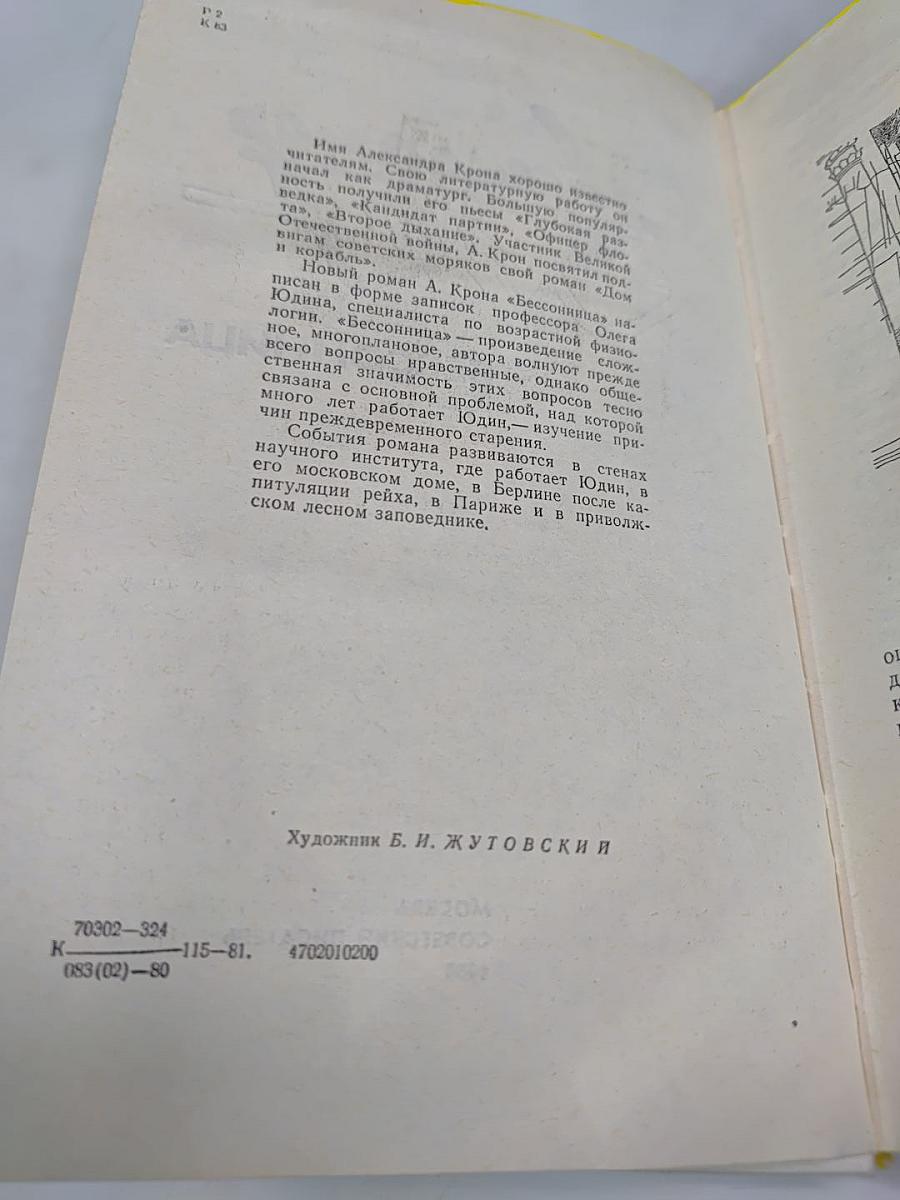 Р 2
К 83
Имя Александра Крона хорошо известно
читателям. Свою литературную работу он
начал как драматург. Большую популяр-
ность получили его пьесы «Глубокая раз-
ведка», «Кандидат партии», «Офицер фло-
та», «Второе дыхание». Участник Великой
Отечественной войны, А. Крон посвятил под-
вигам советских моряков свой роман «Дом
и корабль».
Новый роман А. Крона «Бессонница» на-
писан в форме записок профессора Олега
Юдина, специалиста по возрастной физио-
логии. «Бессонница» — произведение слож-
ное, многоплановое, автора волнуют прежде
всего вопросы нравственные, однако обще-
ственная значимость этих вопросов тесно
связана с основной проблемой, над которой
много лет работает Юдин,— изучение при-
чин преждевременного старения.
События романа развиваются в стенах
научного института, где работает Юдин, в
его московском доме, в Берлине после ка-
питуляции рейха, в Париже и в приволж-
ском лесном заповеднике.
Художник Б. И. ЖУТОВСКИЙ
70302—324
К—115—81. 4702010200
083(02)—80